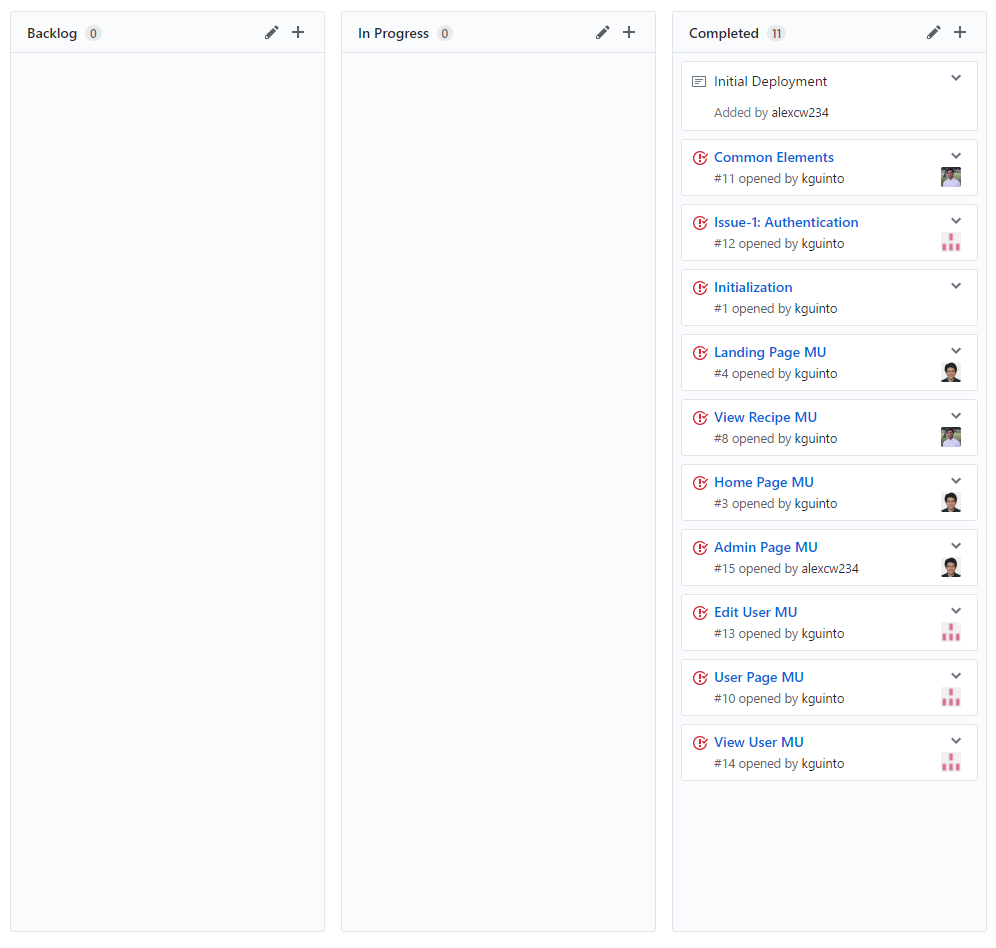 Backlog 0
In Progress 0
Completed 11
Initial Deployment
Added by alexcw234
Common Elements
#11 opened by kguinto
Issue-1: Authentication
#12 opened by kguinto
Initialization
#1 opened by kguinto
Landing Page MU
#4 opened by kguinto
View Recipe MU
#8 opened by kguinto
Home Page MU
#3 opened by kguinto
Admin Page MU
#15 opened by alexcw234
Edit User MU
#13 opened by kguinto
User Page MU
#10 opened by kguinto
View User MU
#14 opened by kguinto